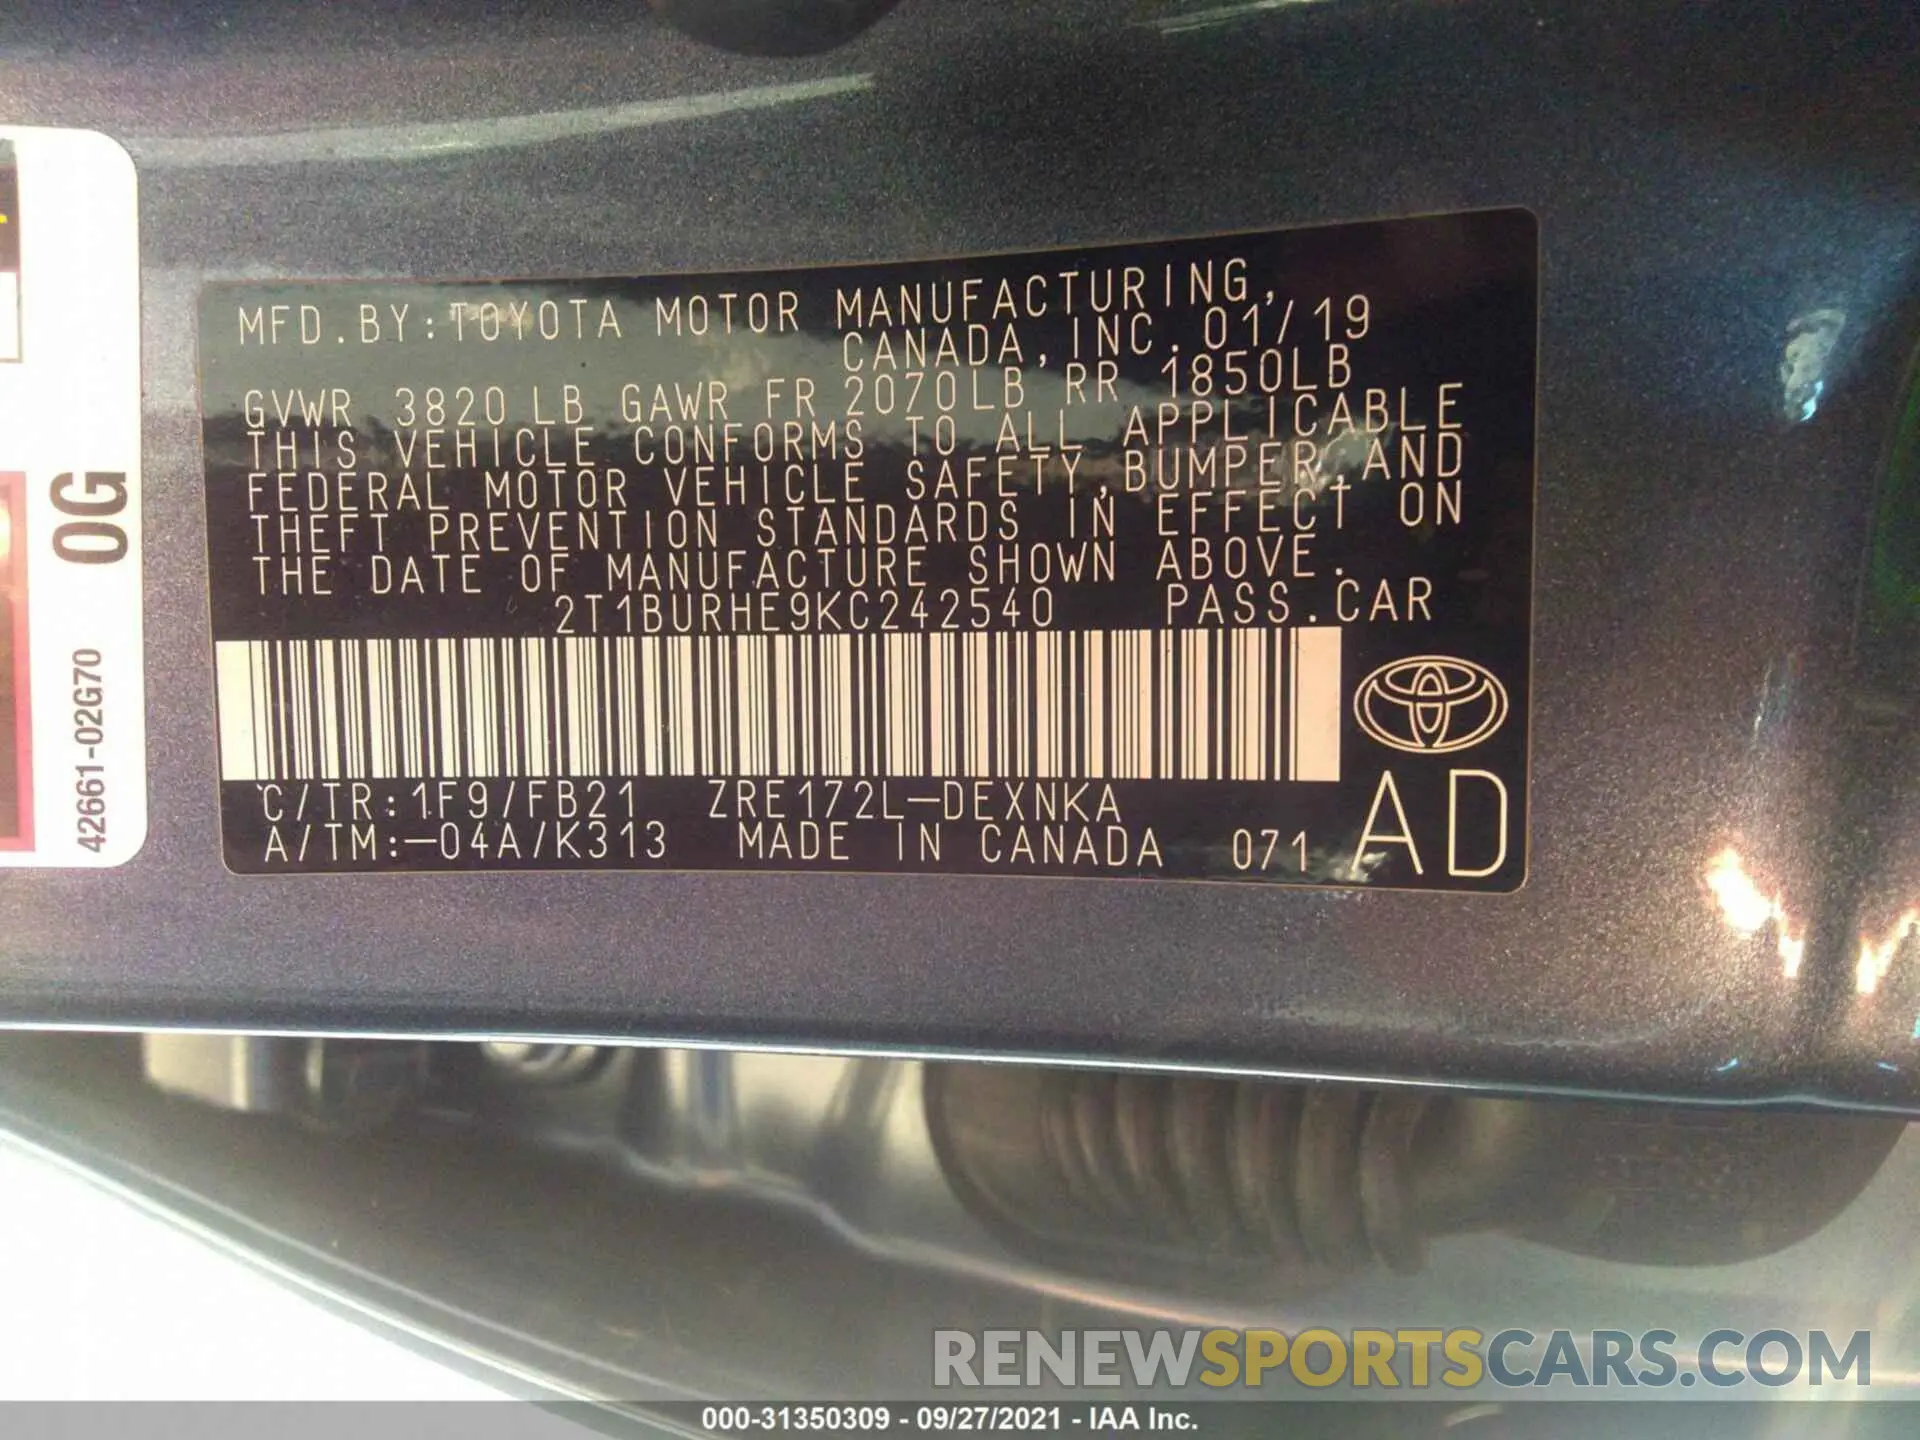 MFD.BY:TOYOTA MOTOR MANUFACTURING,
CANADA,INC.01/19
GVWR 3820LB GAWR FR 2070LB RR 1850LB
THIS VEHICLE CONFORMS TO ALL APPLICABLE
FEDERAL MOTOR VEHICLE SAFETY,BUMPER,AND
THEFT PREVENTION STANDARDS IN EFFECT ON
THE DATE OF MANUFACTURE SHOWN ABOVE.
2T1BURHE9KC242540 PASS.CAR
C/TR:1F9/FB21 ZRE172L-DEXNKA
A/TM:-04A/K313 MADE IN CANADA 071
AD
0G
42661-02G70
RENEWSPORTSCARS.COM
000-31350309 - 09/27/2021 - IAA Inc.